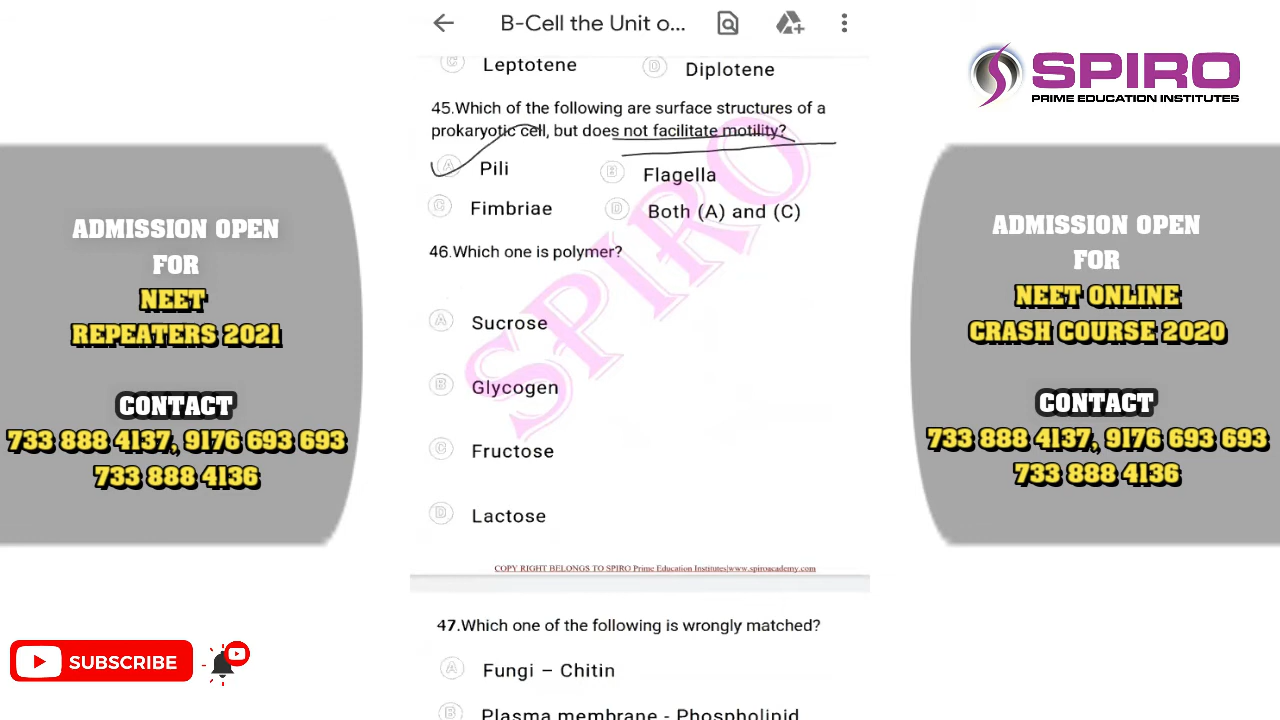 B-Cell the Unit o...
SPIRO
PRIME EDUCATION INSTITUTES
C Leptotene D Diplotene
45.Which of the following are surface structures of a
prokaryotic cell, but does not facilitate motility?
A Pili B Flagella
C Fimbriae D Both (A) and (C)
46.Which one is polymer?
A Sucrose
B Glycogen
C Fructose
D Lactose
COPY RIGHT BELONGS TO SPIRO Prime Education Institutes|www.spiroacademy.com
47.Which one of the following is wrongly matched?
A Fungi – Chitin
B Plasma membrane - Phospholipid
SPIRO
ADMISSION OPEN
FOR
NEET
REPEATERS 2021
CONTACT
733 888 4137, 9176 693 693
733 888 4136
ADMISSION OPEN
FOR
NEET ONLINE
CRASH COURSE 2020
CONTACT
733 888 4137, 9176 693 693
733 888 4136
SUBSCRIBE